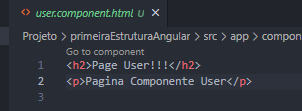 user.component.html U
Projeto > primeiraEstruturaAngular > src > app > compon
Go to component
1 <h2>Page User!!!</h2>
2 <p>Pagina Componente User</p>